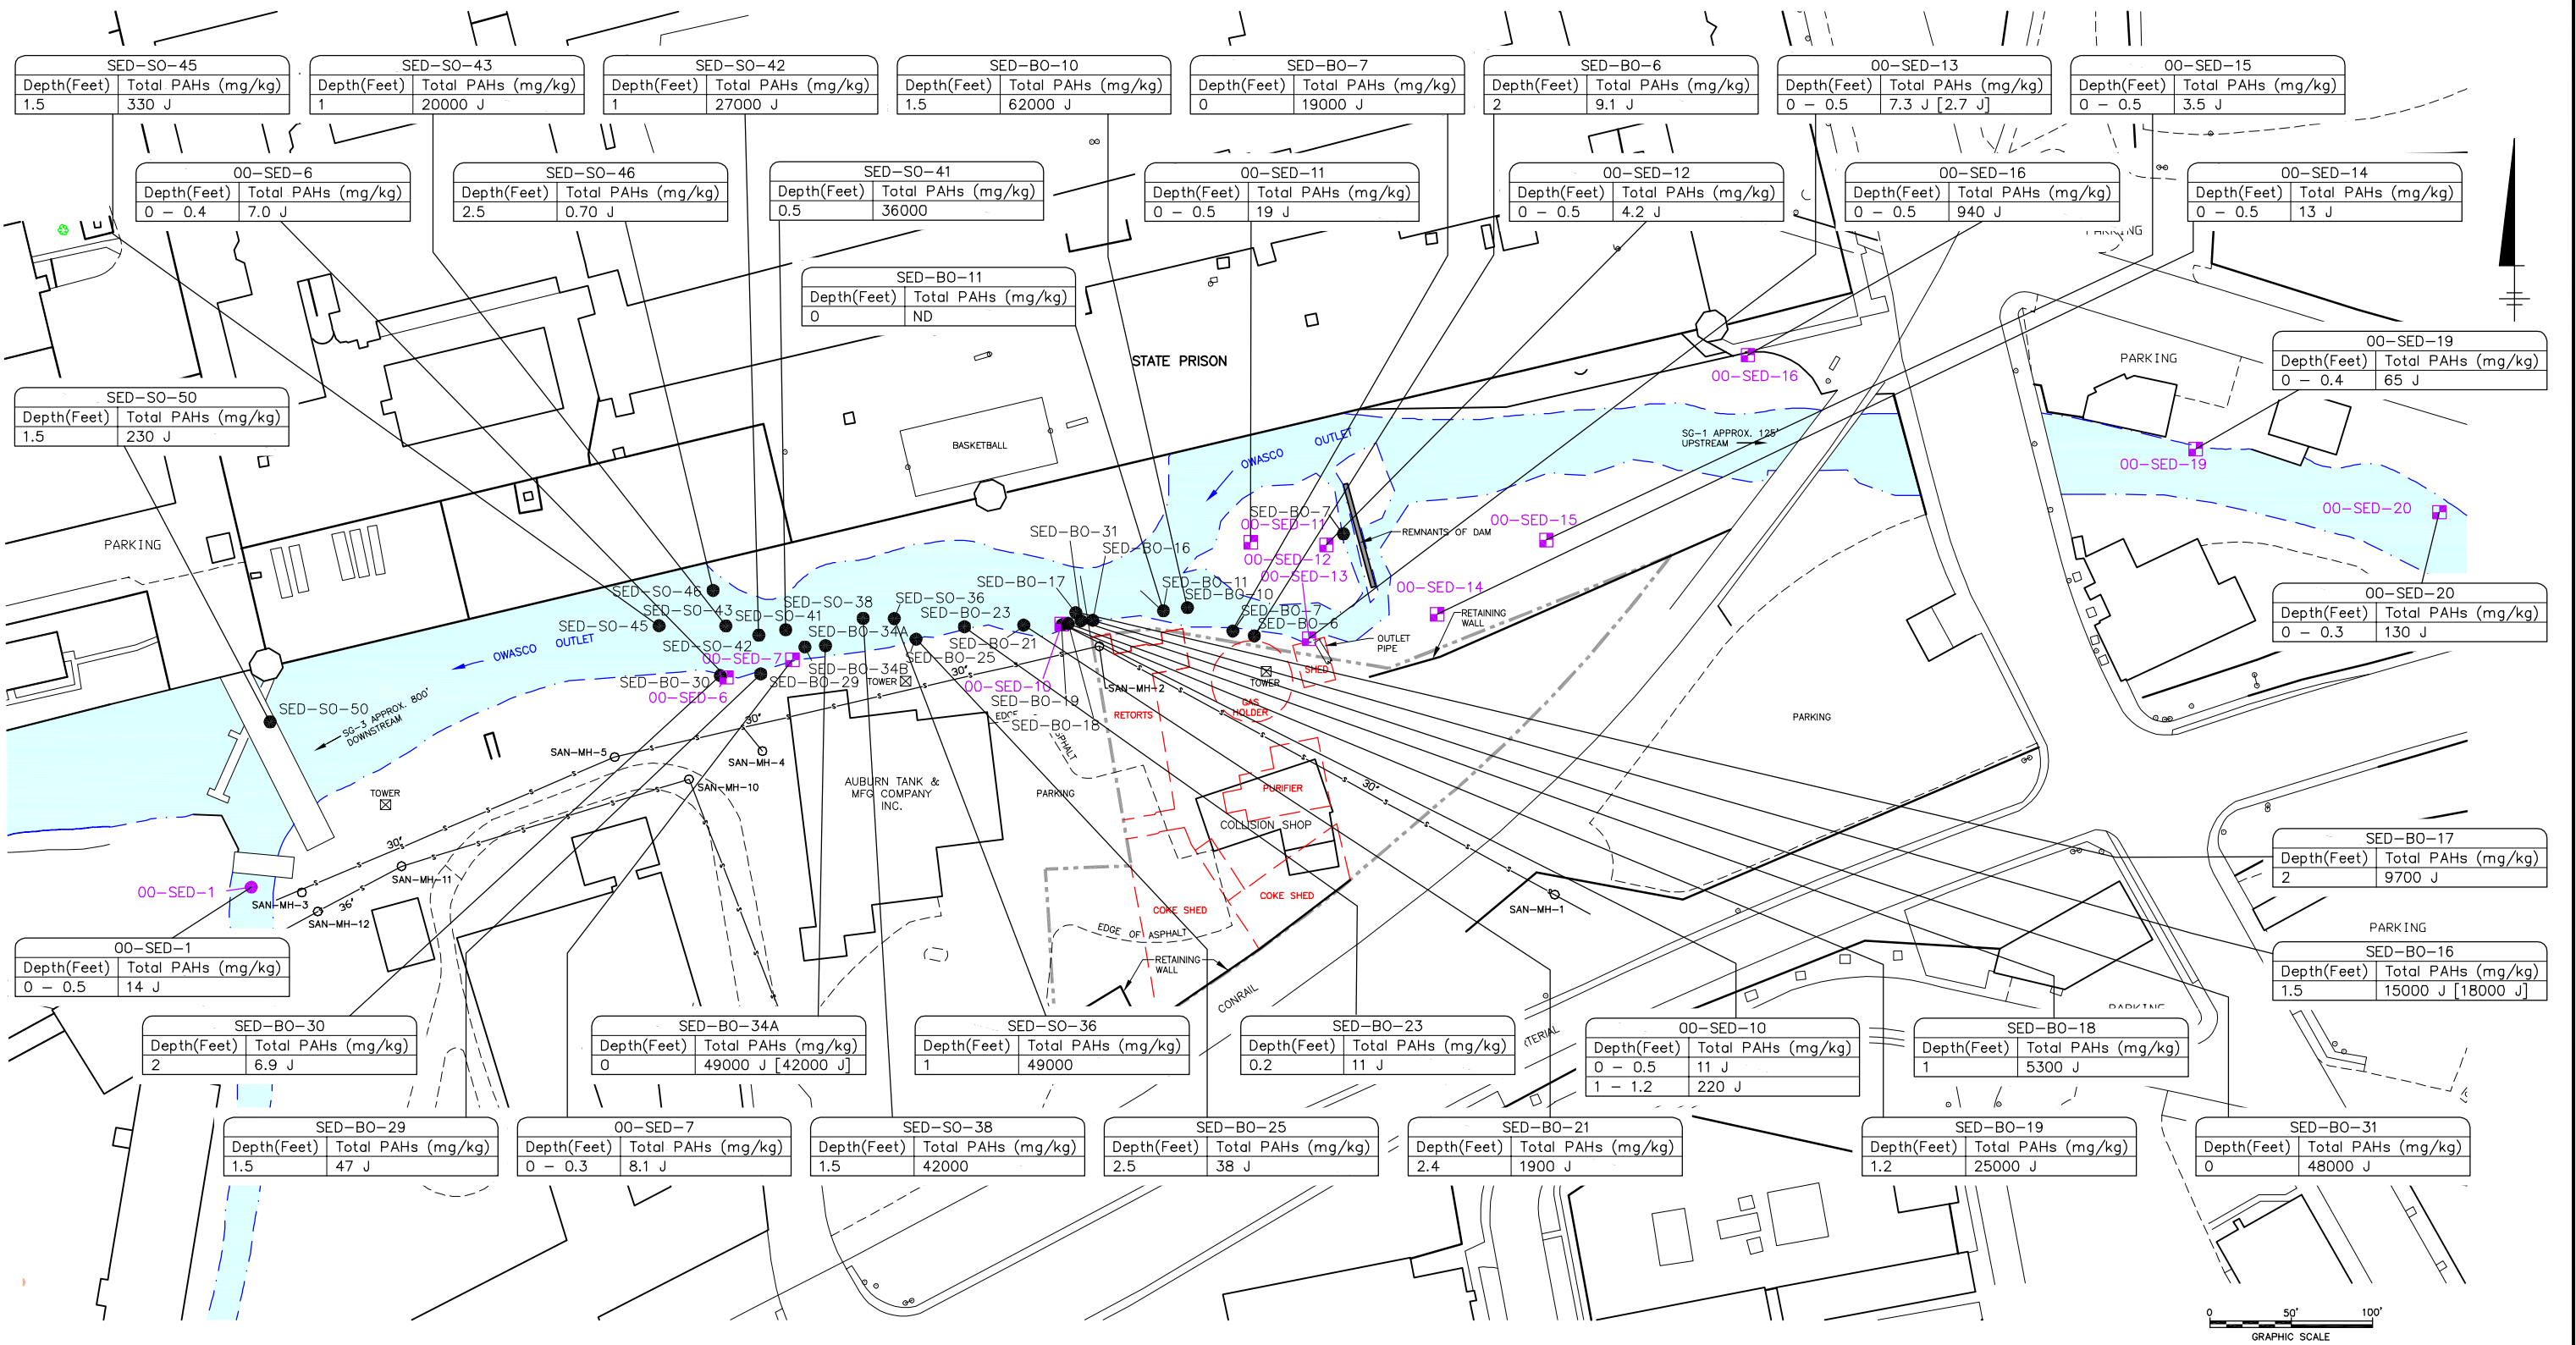 SED-SO-45
Depth(Feet) Total PAHs (mg/kg)
1.5 330 J
SED-SO-43
Depth(Feet) Total PAHs (mg/kg)
1 20000 J
SED-SO-42
Depth(Feet) Total PAHs (mg/kg)
1 27000 J
SED-BO-10
Depth(Feet) Total PAHs (mg/kg)
1.5 62000 J
SED-BO-7
Depth(Feet) Total PAHs (mg/kg)
0 19000 J
SED-BO-6
Depth(Feet) Total PAHs (mg/kg)
2 9.1 J
00-SED-13
Depth(Feet) Total PAHs (mg/kg)
0 - 0.5 7.3 J [2.7 J]
00-SED-15
Depth(Feet) Total PAHs (mg/kg)
0 - 0.5 3.5 J
00-SED-6
Depth(Feet) Total PAHs (mg/kg)
0 - 0.4 7.0 J
SED-SO-46
Depth(Feet) Total PAHs (mg/kg)
2.5 0.70 J
SED-SO-41
Depth(Feet) Total PAHs (mg/kg)
0.5 36000
00-SED-11
Depth(Feet) Total PAHs (mg/kg)
0 - 0.5 19 J
00-SED-12
Depth(Feet) Total PAHs (mg/kg)
0 - 0.5 4.2 J
00-SED-16
Depth(Feet) Total PAHs (mg/kg)
0 - 0.5 940 J
00-SED-14
Depth(Feet) Total PAHs (mg/kg)
0 - 0.5 13 J
PARKING
SED-BO-11
Depth(Feet) Total PAHs (mg/kg)
0 ND
STATE PRISON
00-SED-16
PARKING
00-SED-19
Depth(Feet) Total PAHs (mg/kg)
0 - 0.4 65 J
SED-SO-50
Depth(Feet) Total PAHs (mg/kg)
1.5 230 J
BASKETBALL
OWASCO OUTLET
SG-1 APPROX. 125'
UPSTREAM
00-SED-19
00-SED-20
PARKING
SED-BO-31
SED-BO-16
SED-BO-7
00-SED-11
00-SED-12
00-SED-13
REMNANTS OF DAM
00-SED-15
00-SED-14
RETAINING
WALL
OUTLET
PIPE
SED-BO-17
SED-BO-11
SED-BO-10
SED-BO-7
SED-BO-6
SED-SO-46
SED-SO-43
SED-SO-45
SED-SO-41
SED-SO-38
SED-SO-36
SED-BO-23
SED-SO-42
SED-BO-34A
SED-BO-21
SED-BO-25
00-SED-7
SED-BO-34B
SED-BO-30
SED-BO-29
00-SED-6
TOWER
30'
00-SED-10
SED-BO-19
SED-BO-18
SAN-MH-2
RETORTS
GAS
HOLDER
TOWER
SHED
PARKING
OWASCO OUTLET
SED-SO-50
SG-3 APPROX. 800'
DOWNSTREAM
30'
SAN-MH-5
SAN-MH-4
SAN-MH-10
TOWER
AUBURN TANK &
MFG COMPANY
INC.
PARKING
PURIFIER
COLLISION SHOP
30'
00-SED-20
Depth(Feet) Total PAHs (mg/kg)
0 - 0.3 130 J
30'
SAN-MH-11
00-SED-1
SAN-MH-3
36'
SAN-MH-12
COKE SHED
COKE SHED
EDGE OF ASPHALT
RETAINING
WALL
CONRAIL
SAN-MH-1
SED-BO-17
Depth(Feet) Total PAHs (mg/kg)
2 9700 J
PARKING
SED-BO-16
Depth(Feet) Total PAHs (mg/kg)
1.5 15000 J [18000 J]
PARKING
00-SED-1
Depth(Feet) Total PAHs (mg/kg)
0 - 0.5 14 J
SED-BO-30
Depth(Feet) Total PAHs (mg/kg)
2 6.9 J
SED-BO-34A
Depth(Feet) Total PAHs (mg/kg)
0 49000 J [42000 J]
SED-SO-36
Depth(Feet) Total PAHs (mg/kg)
1 49000
SED-BO-23
Depth(Feet) Total PAHs (mg/kg)
0.2 11 J
00-SED-10
Depth(Feet) Total PAHs (mg/kg)
0 - 0.5 11 J
1 - 1.2 220 J
SED-BO-18
Depth(Feet) Total PAHs (mg/kg)
1 5300 J
SED-BO-29
Depth(Feet) Total PAHs (mg/kg)
1.5 47 J
00-SED-7
Depth(Feet) Total PAHs (mg/kg)
0 - 0.3 8.1 J
SED-SO-38
Depth(Feet) Total PAHs (mg/kg)
1.5 42000
SED-BO-25
Depth(Feet) Total PAHs (mg/kg)
2.5 38 J
SED-BO-21
Depth(Feet) Total PAHs (mg/kg)
2.4 1900 J
SED-BO-19
Depth(Feet) Total PAHs (mg/kg)
1.2 25000 J
SED-BO-31
Depth(Feet) Total PAHs (mg/kg)
0 48000 J
0 50' 100'
GRAPHIC SCALE